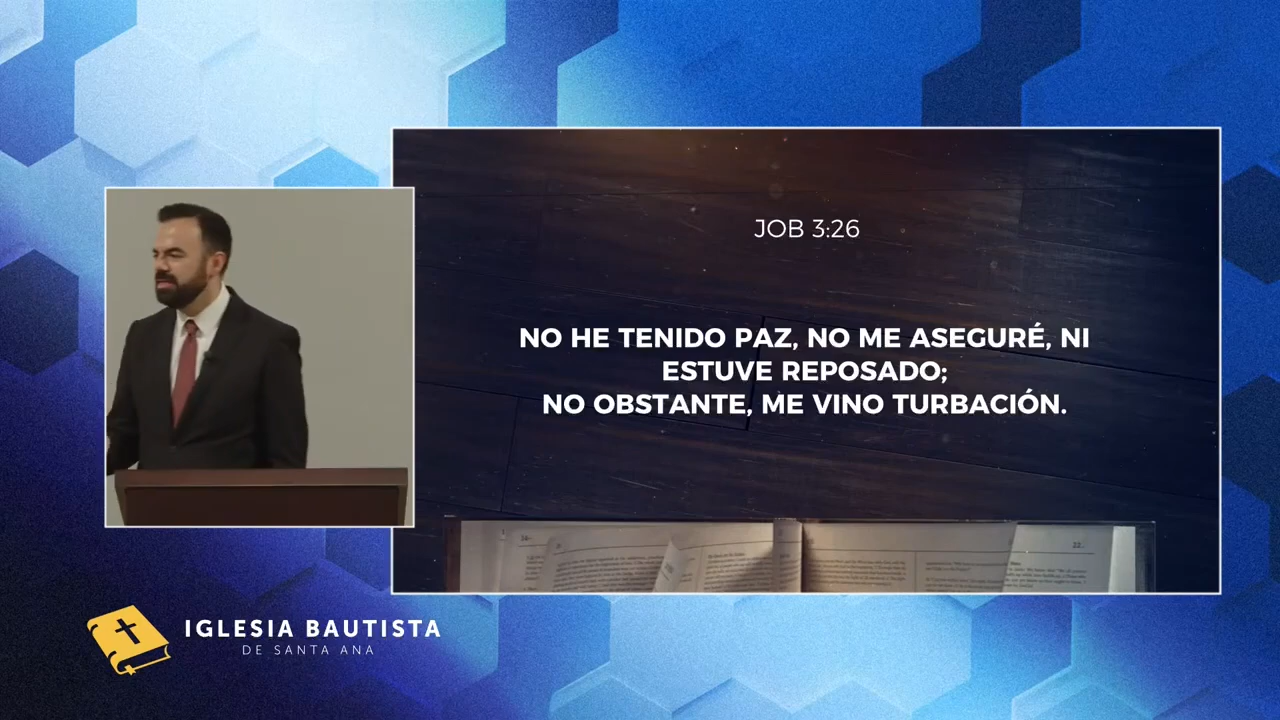 JOB 3:26
NO HE TENIDO PAZ, NO ME ASEGURÉ, NI
ESTUVE REPOSADO;
NO OBSTANTE, ME VINO TURBACIÓN.
IGLESIA BAUTISTA
DE SANTA ANA